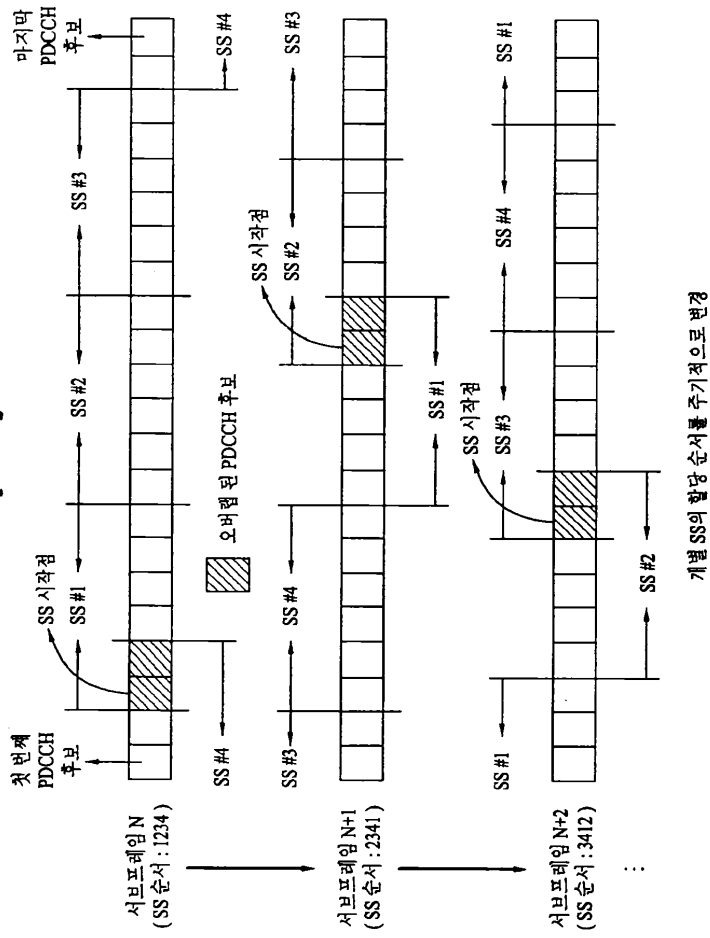 첫 번째
PDCCH
후보
SS 시작점
SS #1
SS #2
SS #3
마지막
PDCCH
후보
서브프레임 N
( SS 순서 : 1234 )
SS #4
오버랩 된 PDCCH 후보
SS #4
SS 시작점
SS #3
SS #4
SS #2
SS #3
서브프레임 N+1
( SS 순서 : 2341 )
SS #1
SS 시작점
SS #1
SS #3
SS #4
SS #1
서브프레임 N+2
( SS 순서 : 3412 )
SS #2
⋮
개별 SS의 할당 순서를 주기적으로 변경